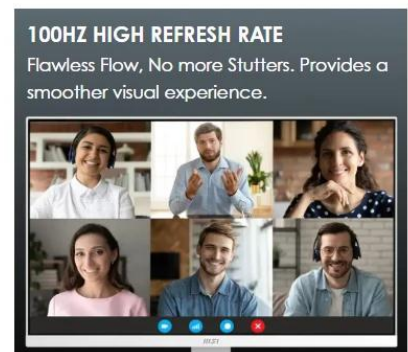 100HZ HIGH REFRESH RATE
Flawless Flow, No more Stutters. Provides a
smoother visual experience.